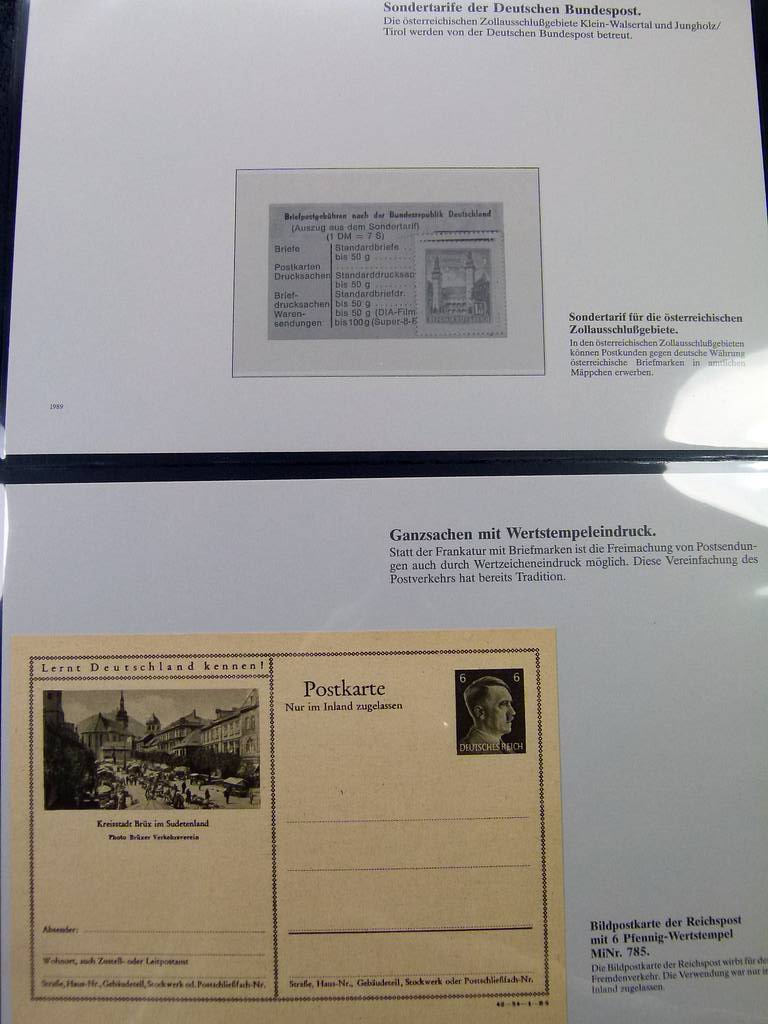 Sondertarife der Deutschen Bundespost.
Die österreichischen Zollausschlußgebiete Klein-Walsertal und Jungholz/
Tirol werden von der Deutschen Bundespost betreut.
Briefpostgebühren nach der Bundesrepublik Deutschland
(Auszug aus dem Sondertarif)
(1 DM = 7 S)
Briefe Standardbriefe ..
bis 50 g ........
Postkarten ........
Drucksachen Standarddrucksac
bis 50 g ........
Brief- Standardbriefdr.
drucksachen bis 50 g ........
Waren- bis 50 g (DIA-Film
sendungen bis 100g (Super-8-F
Sondertarif für die österreichischen
Zollausschlußgebiete.
In den österreichischen Zollausschlußgebieten
können Postkunden gegen deutsche Währung
österreichische Briefmarken in amtlichen
Mäppchen erwerben.
1989
Ganzsachen mit Wertstempeleindruck.
Statt der Frankatur mit Briefmarken ist die Freimachung von Postsendun-
gen auch durch Wertzeicheneindruck möglich. Diese Vereinfachung des
Postverkehrs hat bereits Tradition.
Lernt Deutschland kennen!
Kreisstadt Brüx im Sudetenland
Photo Brüxer Verkehrsverein
Absender:
Wohnort, auch Zustell- oder Leitpostamt
Straße, Haus-Nr., Gebäudeteil, Stockwerk od. Postschließfach-Nr.
Postkarte
Nur im Inland zugelassen
6 6
DEUTSCHES REICH
Straße, Haus-Nr., Gebäudeteil, Stockwerk oder Postschließfach-Nr.
Bildpostkarte der Reichspost
mit 6 Pfennig-Wertstempel
MiNr. 785.
Die Bildpostkarte der Reichspost wirbt für de
Fremdenverkehr. Die Verwendung war nur i
Inland zugelassen.